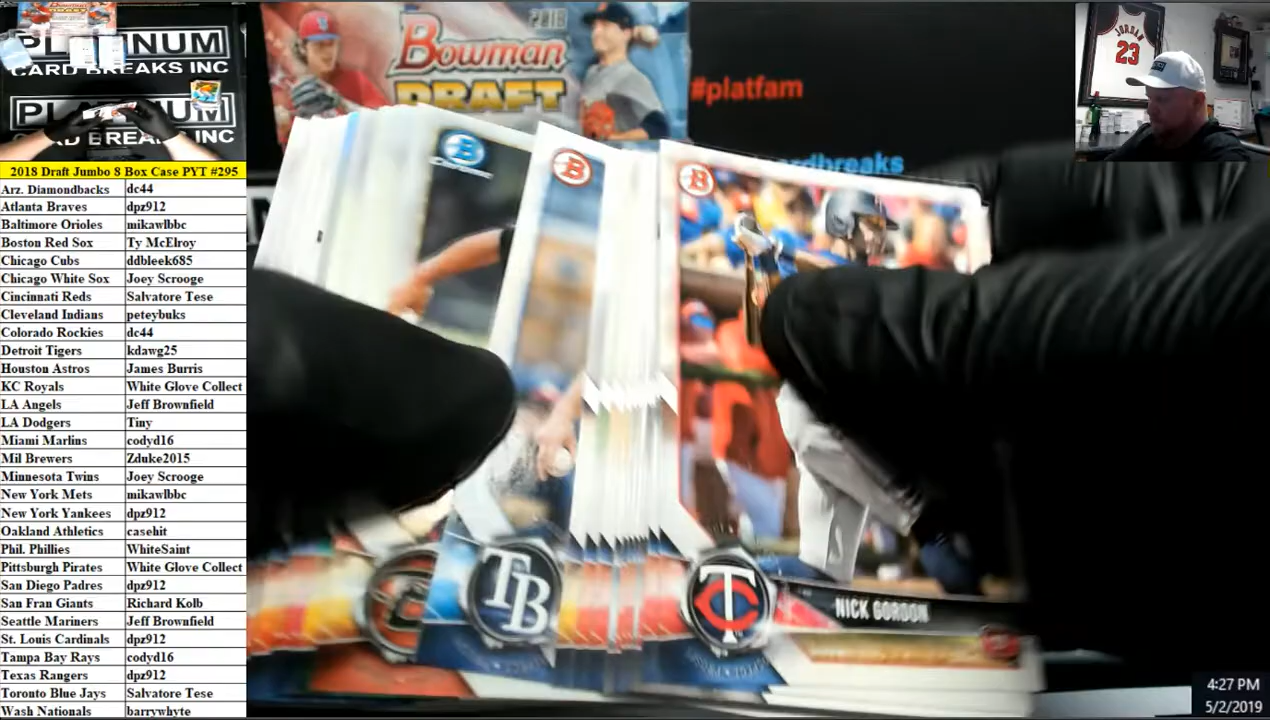 PLATINUM
CARD BREAKS INC
PLATINUM
CARD BREAKS INC
2018
Bowman
DRAFT
#platfam
cardbreaks
JORDAN
23
2018 Draft Jumbo 8 Box Case PYT #295
Arz. Diamondbacks dc44
Atlanta Braves dpz912
Baltimore Orioles mikawlbbc
Boston Red Sox Ty McElroy
Chicago Cubs ddbleek685
Chicago White Sox Joey Scrooge
Cincinnati Reds Salvatore Tese
Cleveland Indians peteybuks
Colorado Rockies dc44
Detroit Tigers kdawg25
Houston Astros James Burris
KC Royals White Glove Collect
LA Angels Jeff Brownfield
LA Dodgers Tiny
Miami Marlins codyd16
Mil Brewers Zduke2015
Minnesota Twins Joey Scrooge
New York Mets mikawlbbc
New York Yankees dpz912
Oakland Athletics casehit
Phil. Phillies WhiteSaint
Pittsburgh Pirates White Glove Collect
San Diego Padres dpz912
San Fran Giants Richard Kolb
Seattle Mariners Jeff Brownfield
St. Louis Cardinals dpz912
Tampa Bay Rays codyd16
Texas Rangers dpz912
Toronto Blue Jays Salvatore Tese
Wash Nationals barrywhyte
B
CHROME
B
B
TB
TC
NICK GORDON
4:27 PM
5/2/2019